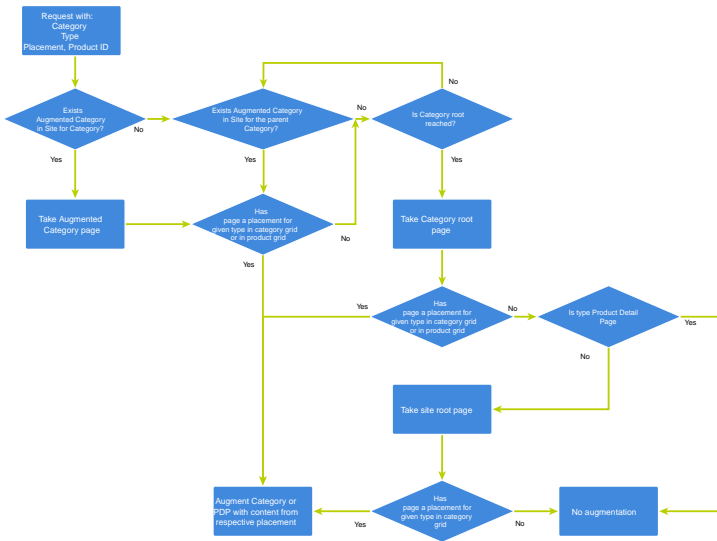 Request with:
Category
Type
Placement, Product ID
No
Exists
Augmented Category
in Site for Category?
No
Exists Augmented Category
in Site for the parent
Category?
No
Is Category root
reached?
Yes
Yes
Yes
Take Augmented
Category page
Has
page a placement for
given type in category grid
or in product grid
No
Yes
Take Category root
page
Yes
Has
page a placement for
given type in category grid
or in product grid
No
Is type Product Detail
Page
Yes
No
Take site root page
Augment Category or
PDP with content from
respective placement
Yes
Has
page a placement for
given type in category
grid
No
No augmentation